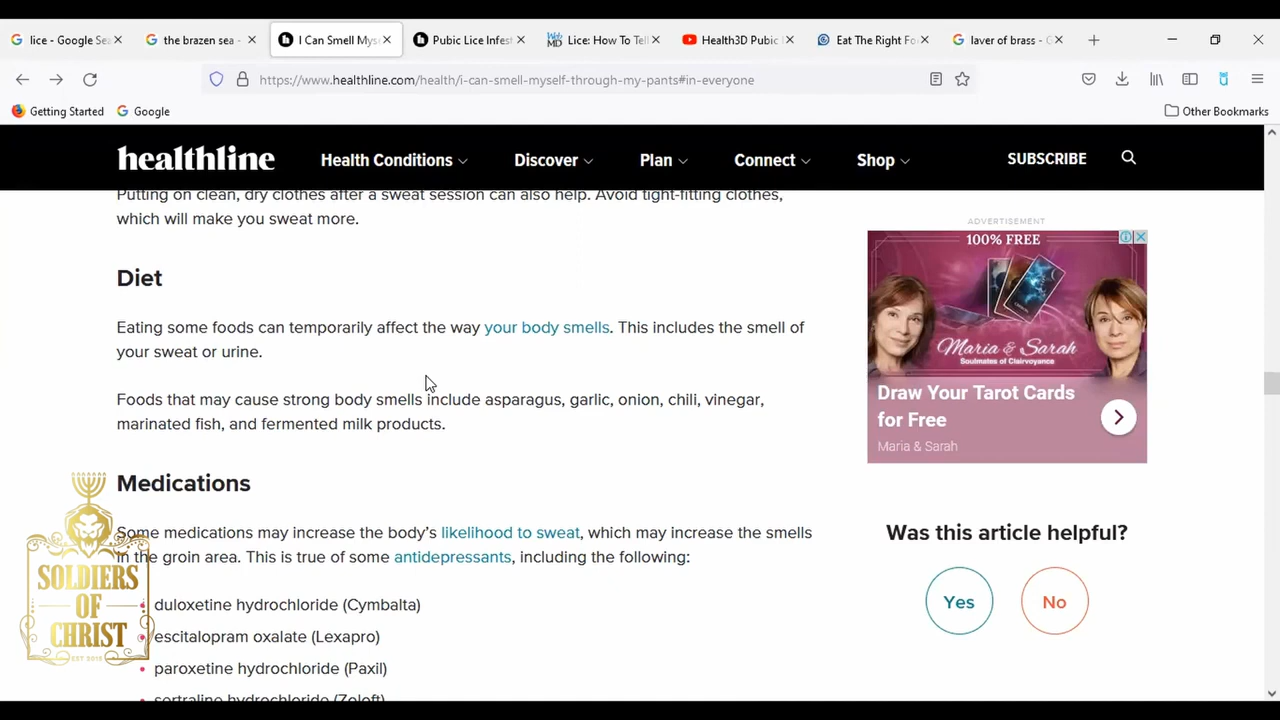 lice - Google Sea
the brazen sea -
I Can Smell Myse
Pubic Lice Infest
Web MD
Lice: How To Tell
Health3D Pubic L
Eat The Right Fo
laver of brass - G
https://www.healthline.com/health/i-can-smell-myself-through-my-pants#in-everyone
Getting Started
Google
Other Bookmarks
healthline
Health Conditions
Discover
Plan
Connect
Shop
SUBSCRIBE
Putting on clean, dry clothes after a sweat session can also help. Avoid tight-fitting clothes,
which will make you sweat more.
Diet
Eating some foods can temporarily affect the way your body smells. This includes the smell of
your sweat or urine.
Foods that may cause strong body smells include asparagus, garlic, onion, chili, vinegar,
marinated fish, and fermented milk products.
Medications
Some medications may increase the body's likelihood to sweat, which may increase the smells
in the groin area. This is true of some antidepressants, including the following:
duloxetine hydrochloride (Cymbalta)
escitalopram oxalate (Lexapro)
paroxetine hydrochloride (Paxil)
sertraline hydrochloride (Zoloft)
ADVERTISEMENT
100% FREE
Maria & Sarah
Soulmates of Clairvoyance
Draw Your Tarot Cards
for Free
Maria & Sarah
Was this article helpful?
Yes
No
SOLDIERS
OF
CHRIST